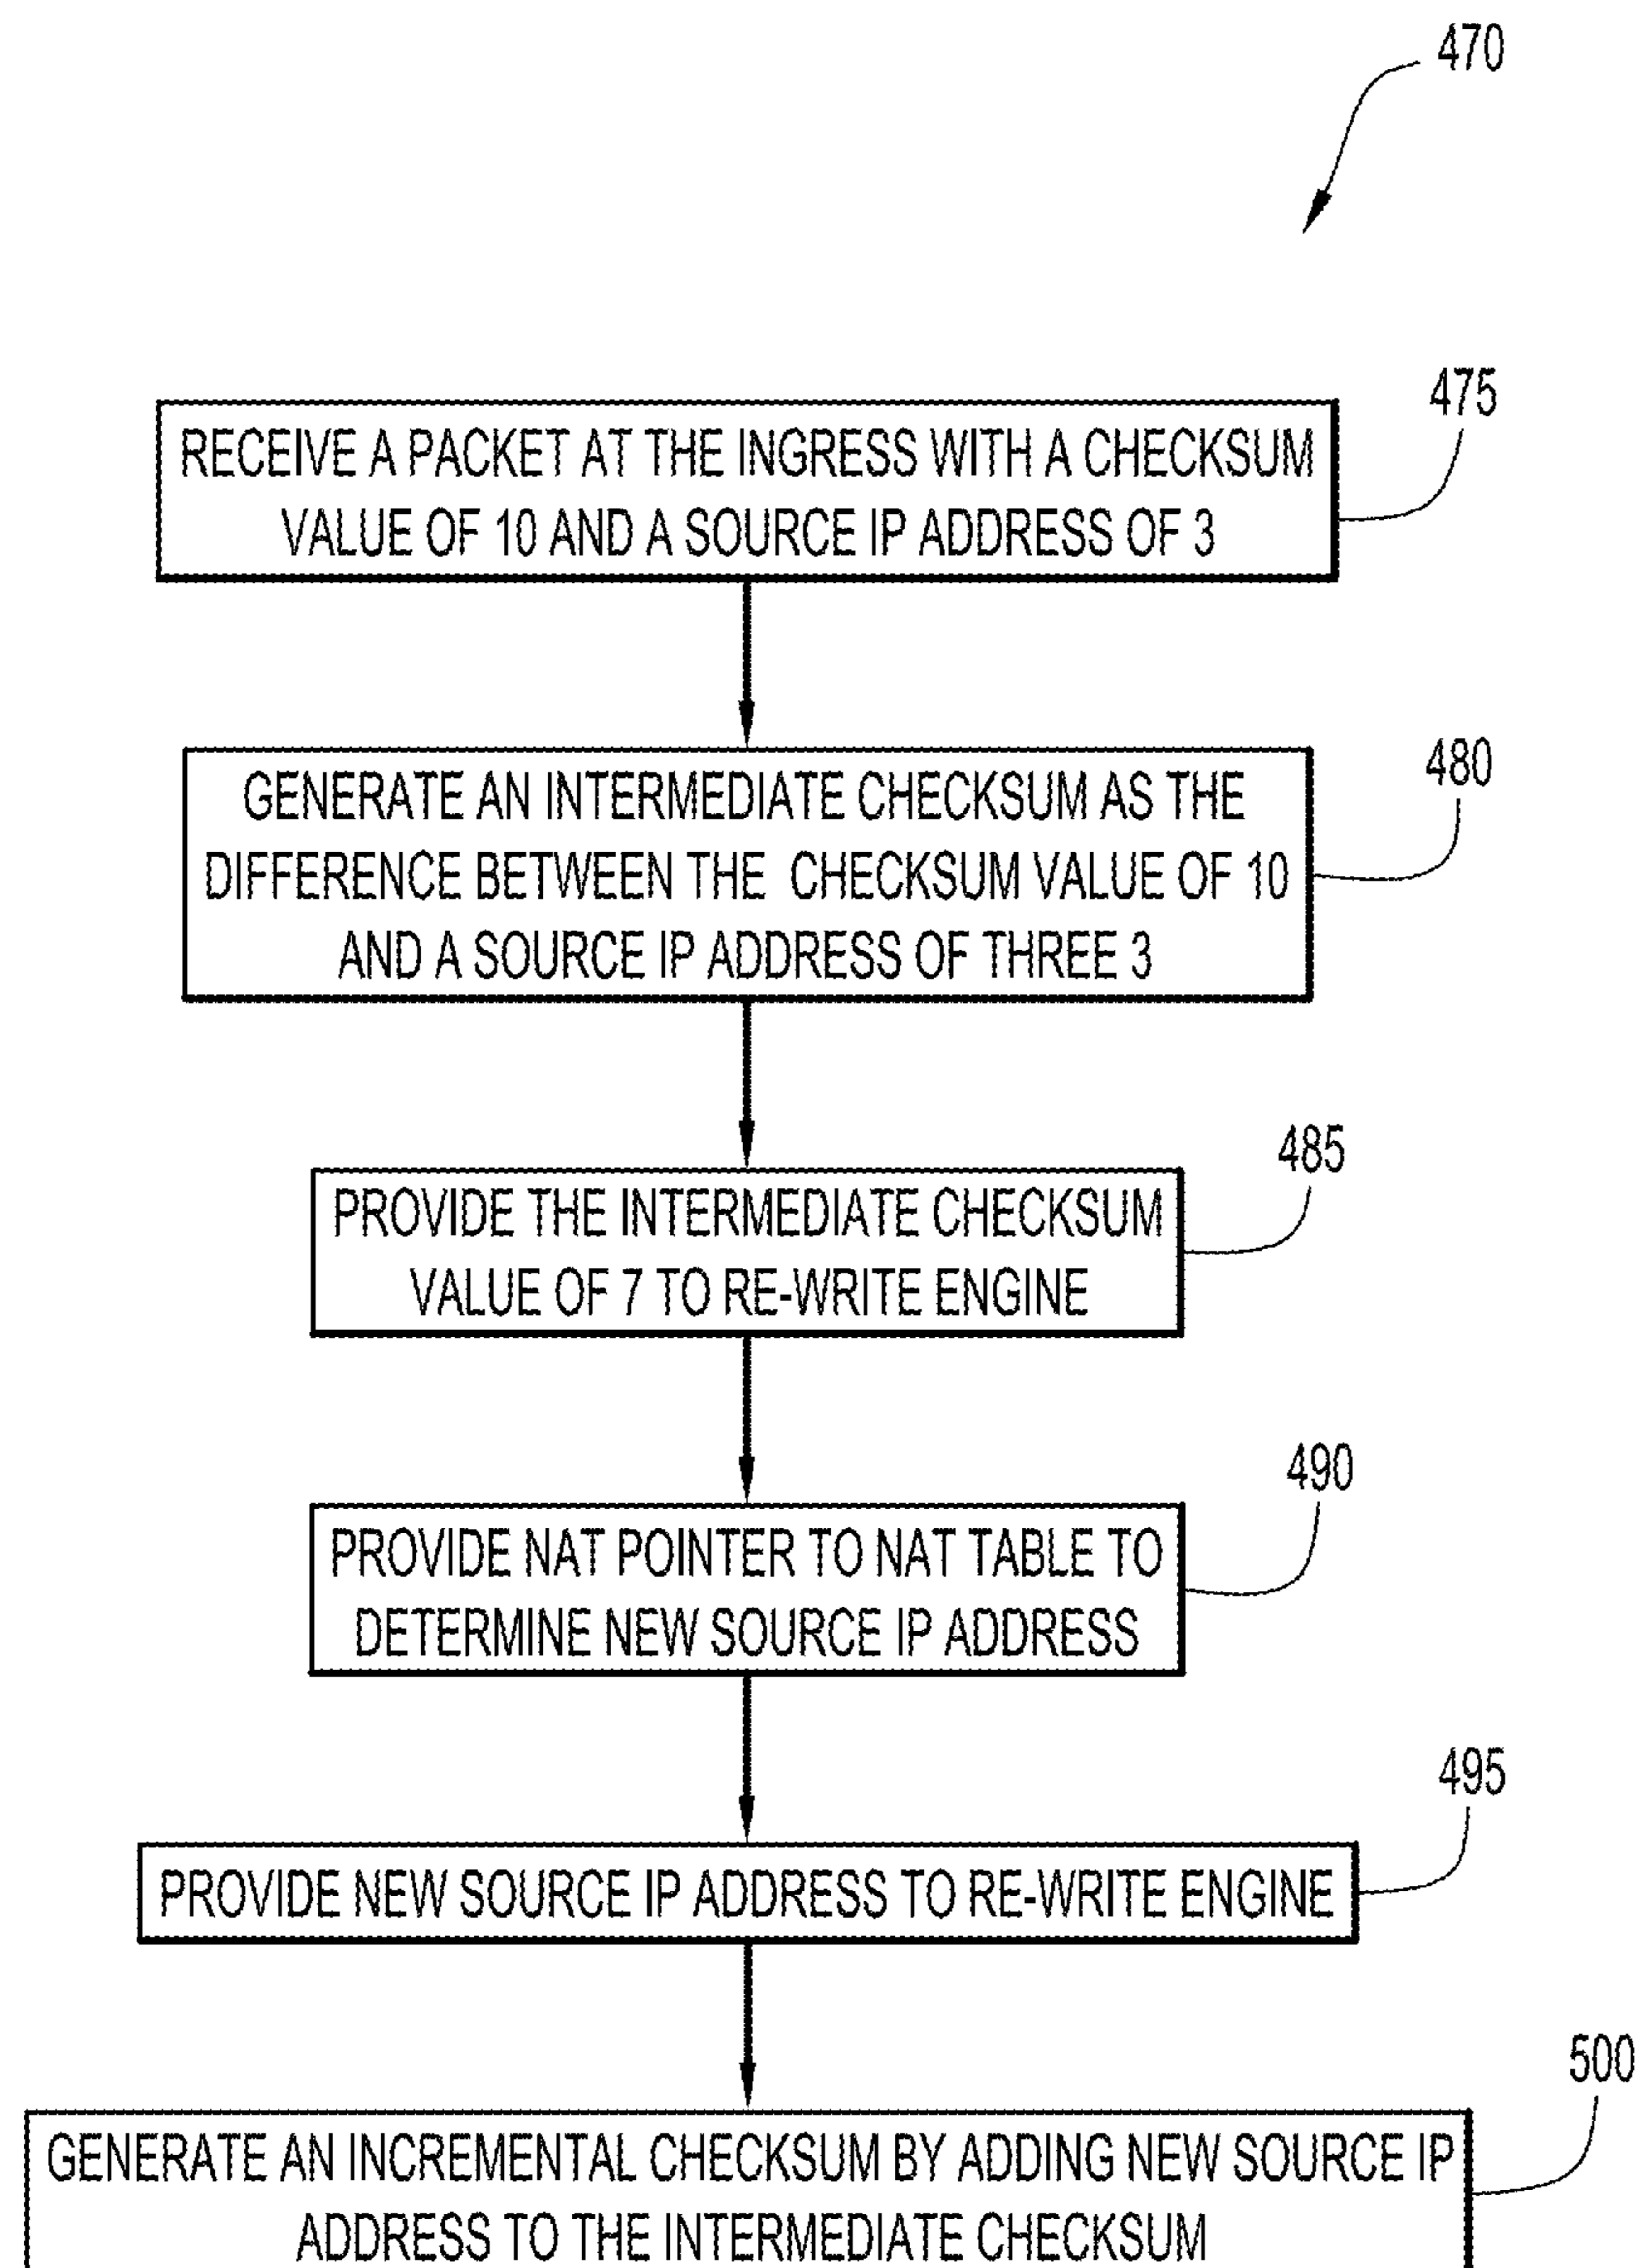 470
475
RECEIVE A PACKET AT THE INGRESS WITH A CHECKSUM
VALUE OF 10 AND A SOURCE IP ADDRESS OF 3
480
GENERATE AN INTERMEDIATE CHECKSUM AS THE
DIFFERENCE BETWEEN THE CHECKSUM VALUE OF 10
AND A SOURCE IP ADDRESS OF THREE 3
485
PROVIDE THE INTERMEDIATE CHECKSUM
VALUE OF 7 TO RE-WRITE ENGINE
490
PROVIDE NAT POINTER TO NAT TABLE TO
DETERMINE NEW SOURCE IP ADDRESS
495
PROVIDE NEW SOURCE IP ADDRESS TO RE-WRITE ENGINE
500
GENERATE AN INCREMENTAL CHECKSUM BY ADDING NEW SOURCE IP
ADDRESS TO THE INTERMEDIATE CHECKSUM